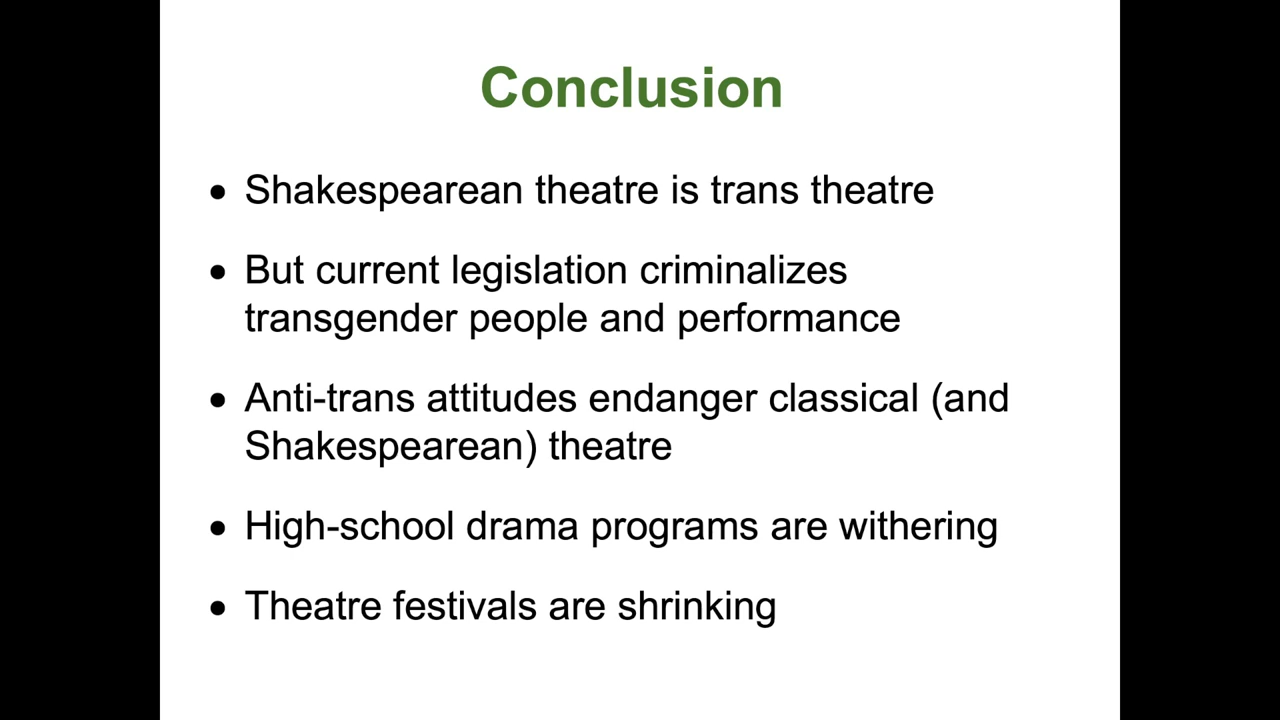 Conclusion
• Shakespearean theatre is trans theatre
• But current legislation criminalizes
transgender people and performance
• Anti-trans attitudes endanger classical (and
Shakespearean) theatre
• High-school drama programs are withering
• Theatre festivals are shrinking